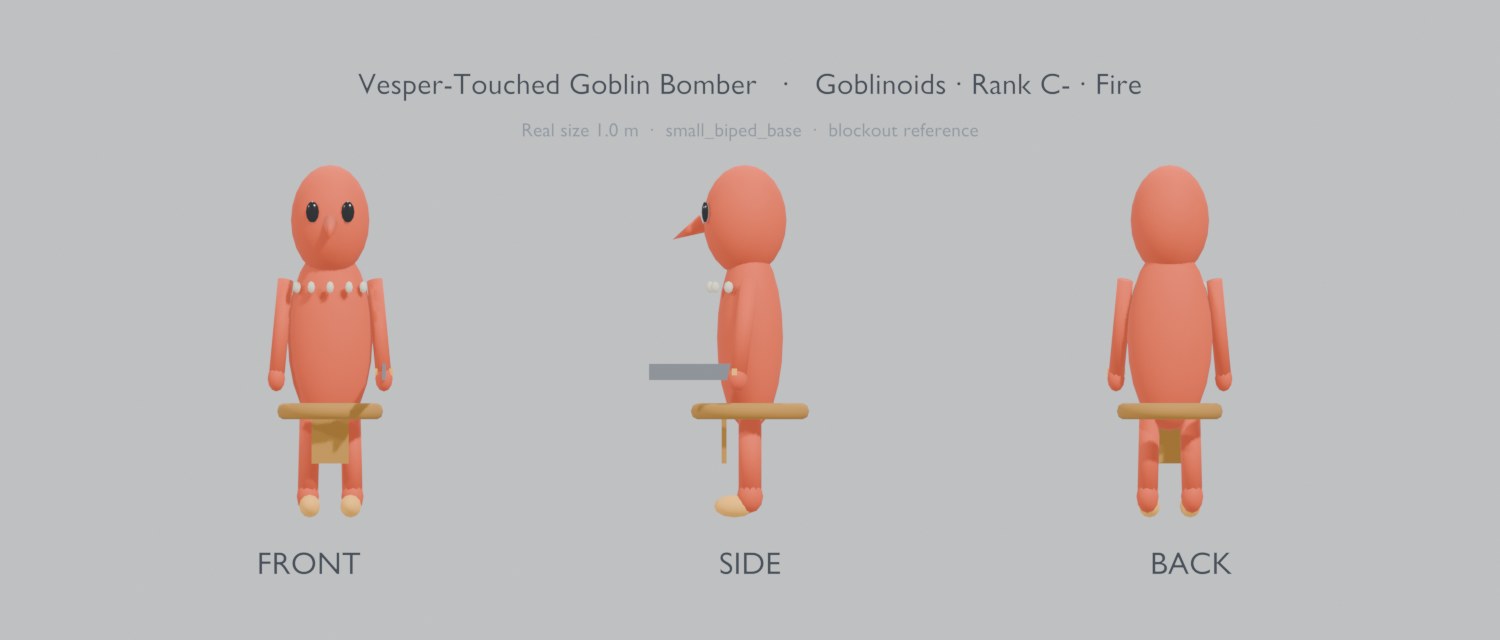 Vesper-Touched Goblin Bomber · Goblinoids · Rank C- · Fire
Real size 1.0 m · small_biped_base · blockout reference
FRONT
SIDE
BACK